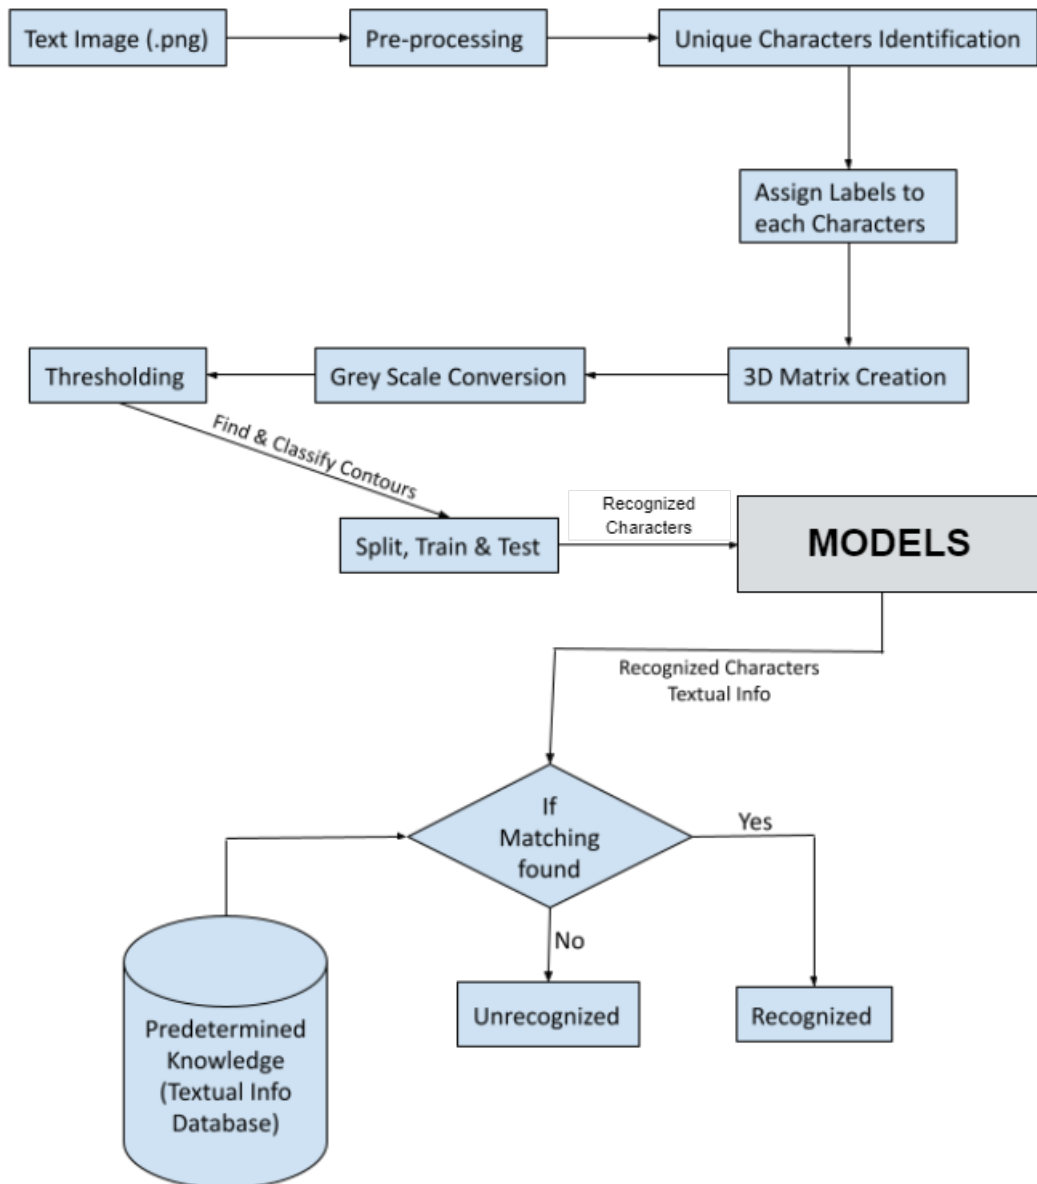 Text Image (.png)
Pre-processing
Unique Characters Identification
Assign Labels to
each Characters
3D Matrix Creation
Grey Scale Conversion
Thresholding
Find & Classify Contours
Split, Train & Test
Recognized
Characters
MODELS
Recognized Characters
Textual Info
If
Matching
found
Yes
No
Unrecognized
Recognized
Predetermined
Knowledge
(Textual Info
Database)